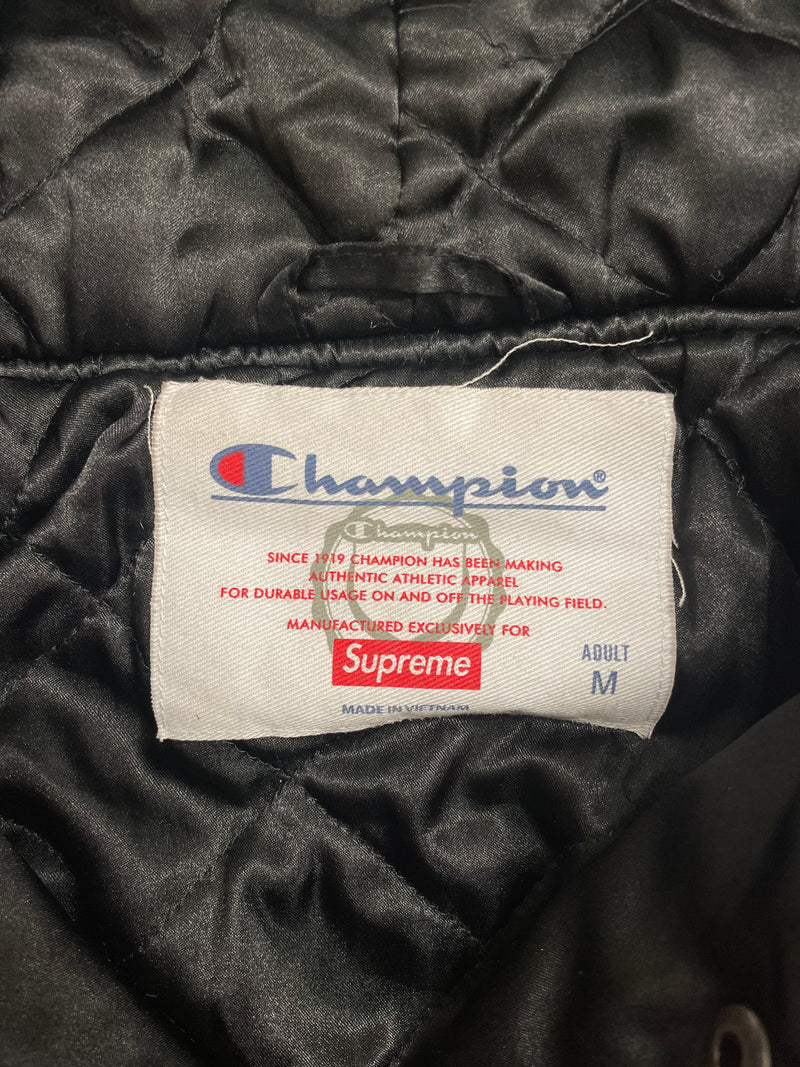 Champion®
Champion
SINCE 1919 CHAMPION HAS BEEN MAKING
AUTHENTIC ATHLETIC APPAREL
FOR DURABLE USAGE ON AND OFF THE PLAYING FIELD.
MANUFACTURED EXCLUSIVELY FOR
Supreme
ADULT
M
MADE IN VIETNAM